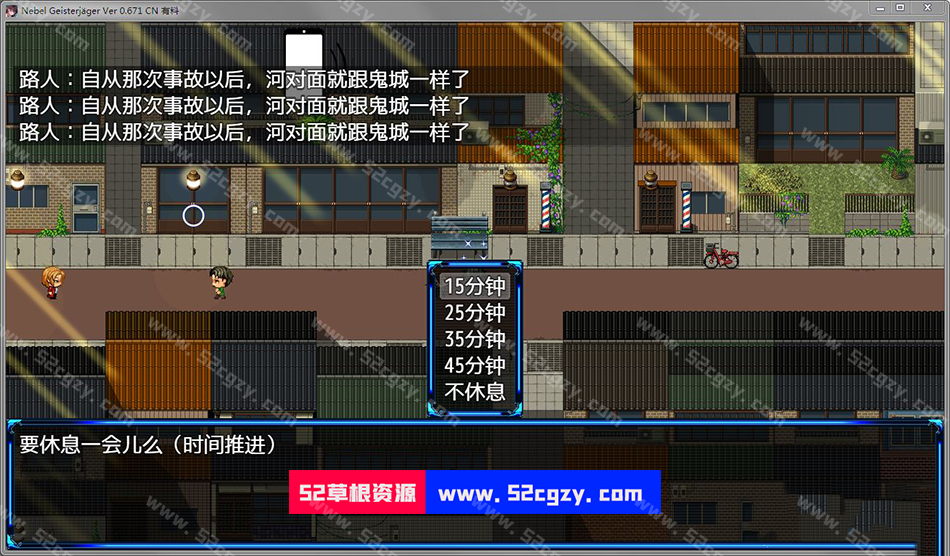 Nebel Geisterjäger Ver 0.671 CN 有料
路人：自从那次事故以后，河对面就跟鬼城一样了
路人：自从那次事故以后，河对面就跟鬼城一样了
路人：自从那次事故以后，河对面就跟鬼城一样了
15分钟
25分钟
35分钟
45分钟
不休息
要休息一会儿么（时间推进）
52草根资源 www.52cgzy.com